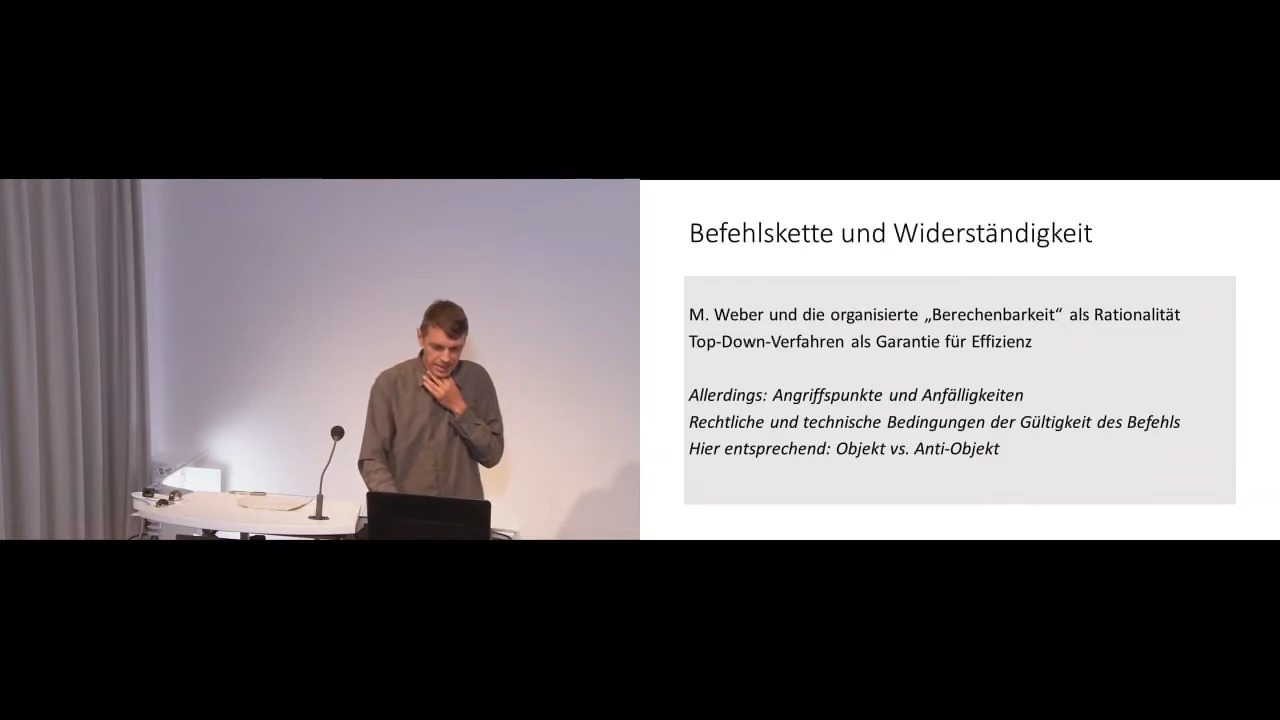 Befehlskette und Widerständigkeit
M. Weber und die organisierte „Berechenbarkeit“ als Rationalität
Top-Down-Verfahren als Garantie für Effizienz
Allerdings: Angriffspunkte und Anfälligkeiten
Rechtliche und technische Bedingungen der Gültigkeit des Befehls
Hier entsprechend: Objekt vs. Anti-Objekt